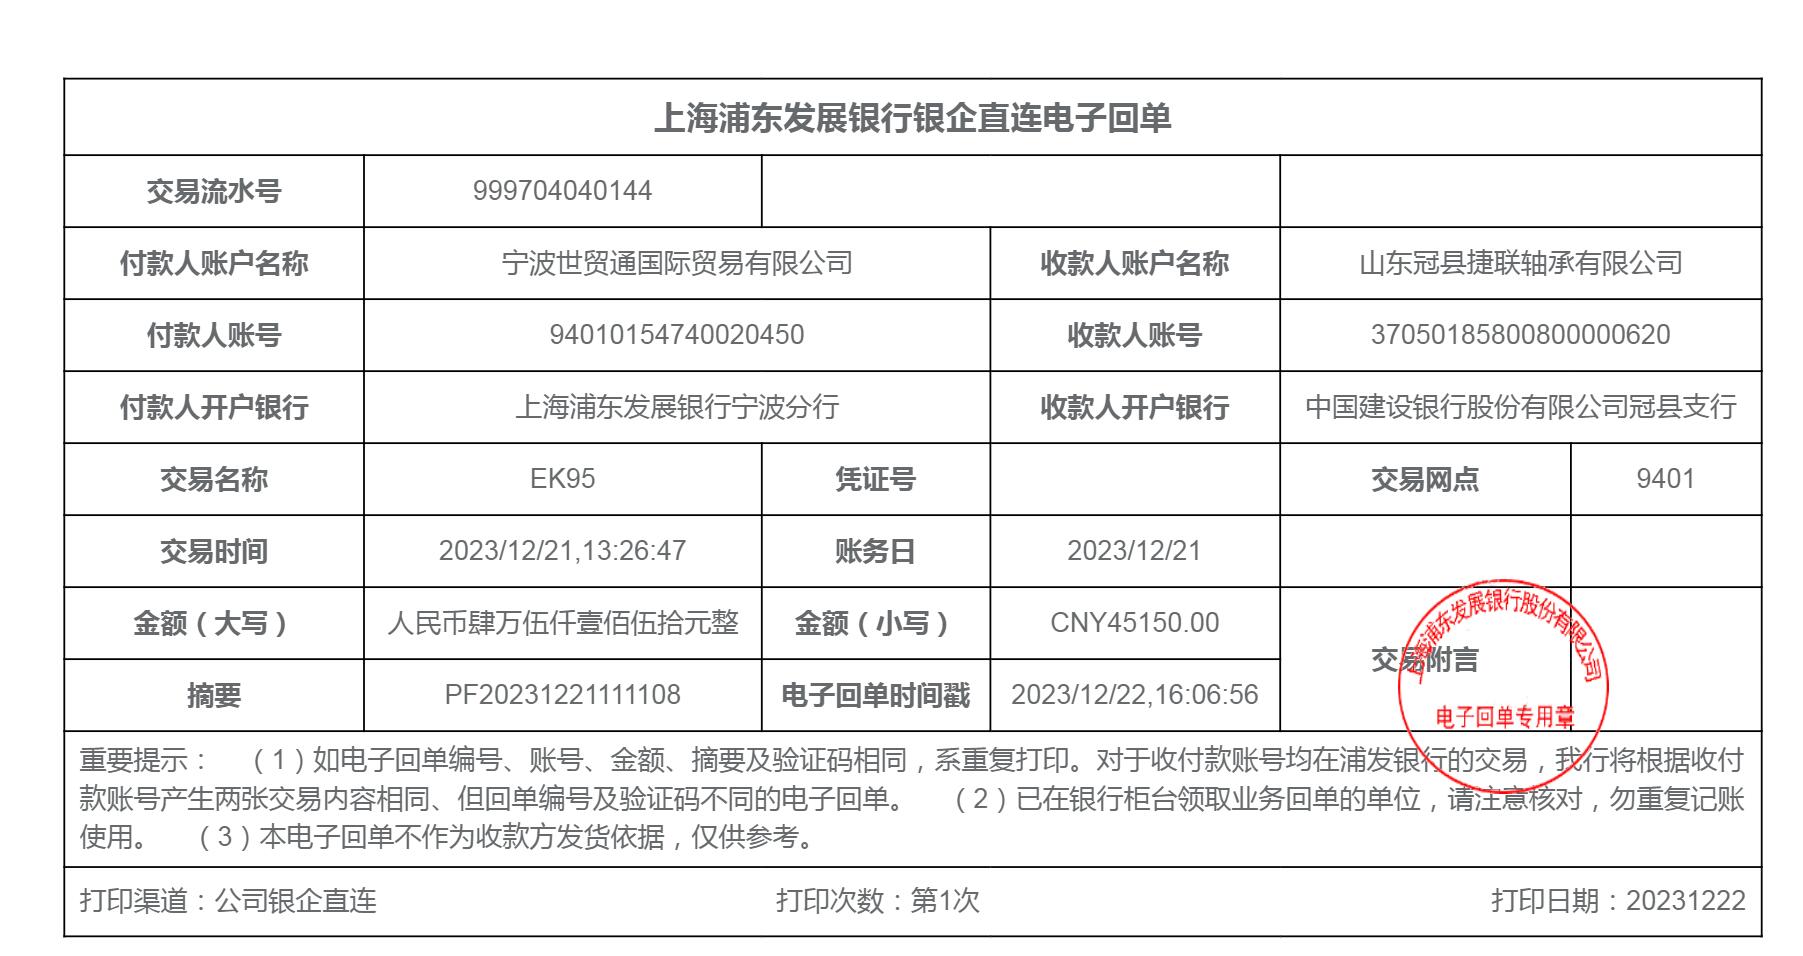 上海浦东发展银行银企直连电子回单
交易流水号 999704040144
付款人账户名称 宁波世贸通国际贸易有限公司 收款人账户名称 山东冠县捷联轴承有限公司
付款人账号 94010154740020450 收款人账号 37050185800800000620
付款人开户银行 上海浦东发展银行宁波分行 收款人开户银行 中国建设银行股份有限公司冠县支行
交易名称 EK95 凭证号 交易网点 9401
交易时间 2023/12/21,13:26:47 账务日 2023/12/21
金额（大写） 人民币肆万伍仟壹佰伍拾元整 金额（小写） CNY45150.00
交易附言
摘要 PF20231221111108 电子回单时间戳 2023/12/22,16:06:56
上海浦东发展银行股份有限公司
电子回单专用章
重要提示： （1）如电子回单编号、账号、金额、摘要及验证码相同，系重复打印。对于收付款账号均在浦发银行的交易，我行将根据收付
款账号产生两张交易内容相同、但回单编号及验证码不同的电子回单。 （2）已在银行柜台领取业务回单的单位，请注意核对，勿重复记账
使用。 （3）本电子回单不作为收款方发货依据，仅供参考。
打印渠道：公司银企直连 打印次数：第1次 打印日期：20231222